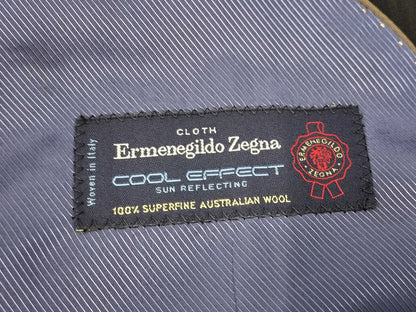 CLOTH
Ermenegildo Zegna
COOL EFFECT
SUN REFLECTING
100% SUPERFINE AUSTRALIAN WOOL
Woven in Italy
ERMENEGILDO
ZEGNA